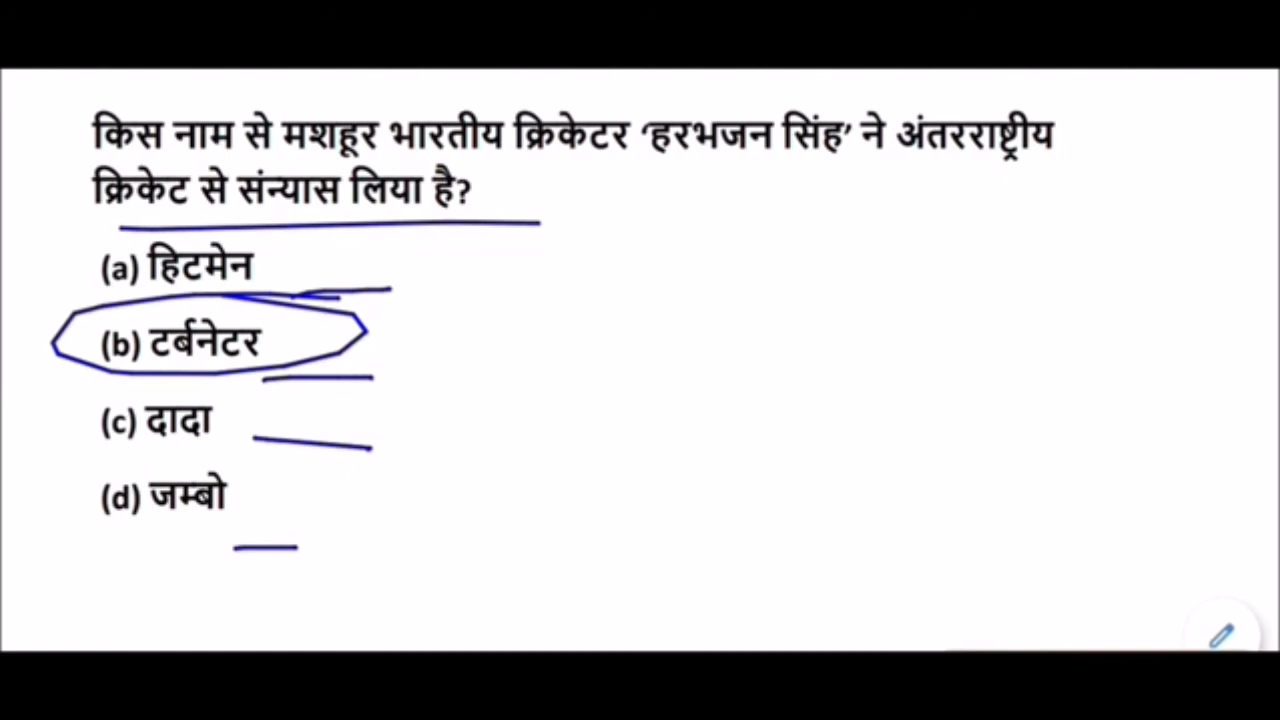 किस नाम से मशहूर भारतीय क्रिकेटर ‘हरभजन सिंह’ ने अंतरराष्ट्रीय
क्रिकेट से संन्यास लिया है?
(a) हिटमेन
(b) टर्बनेटर
(c) दादा
(d) जम्बो